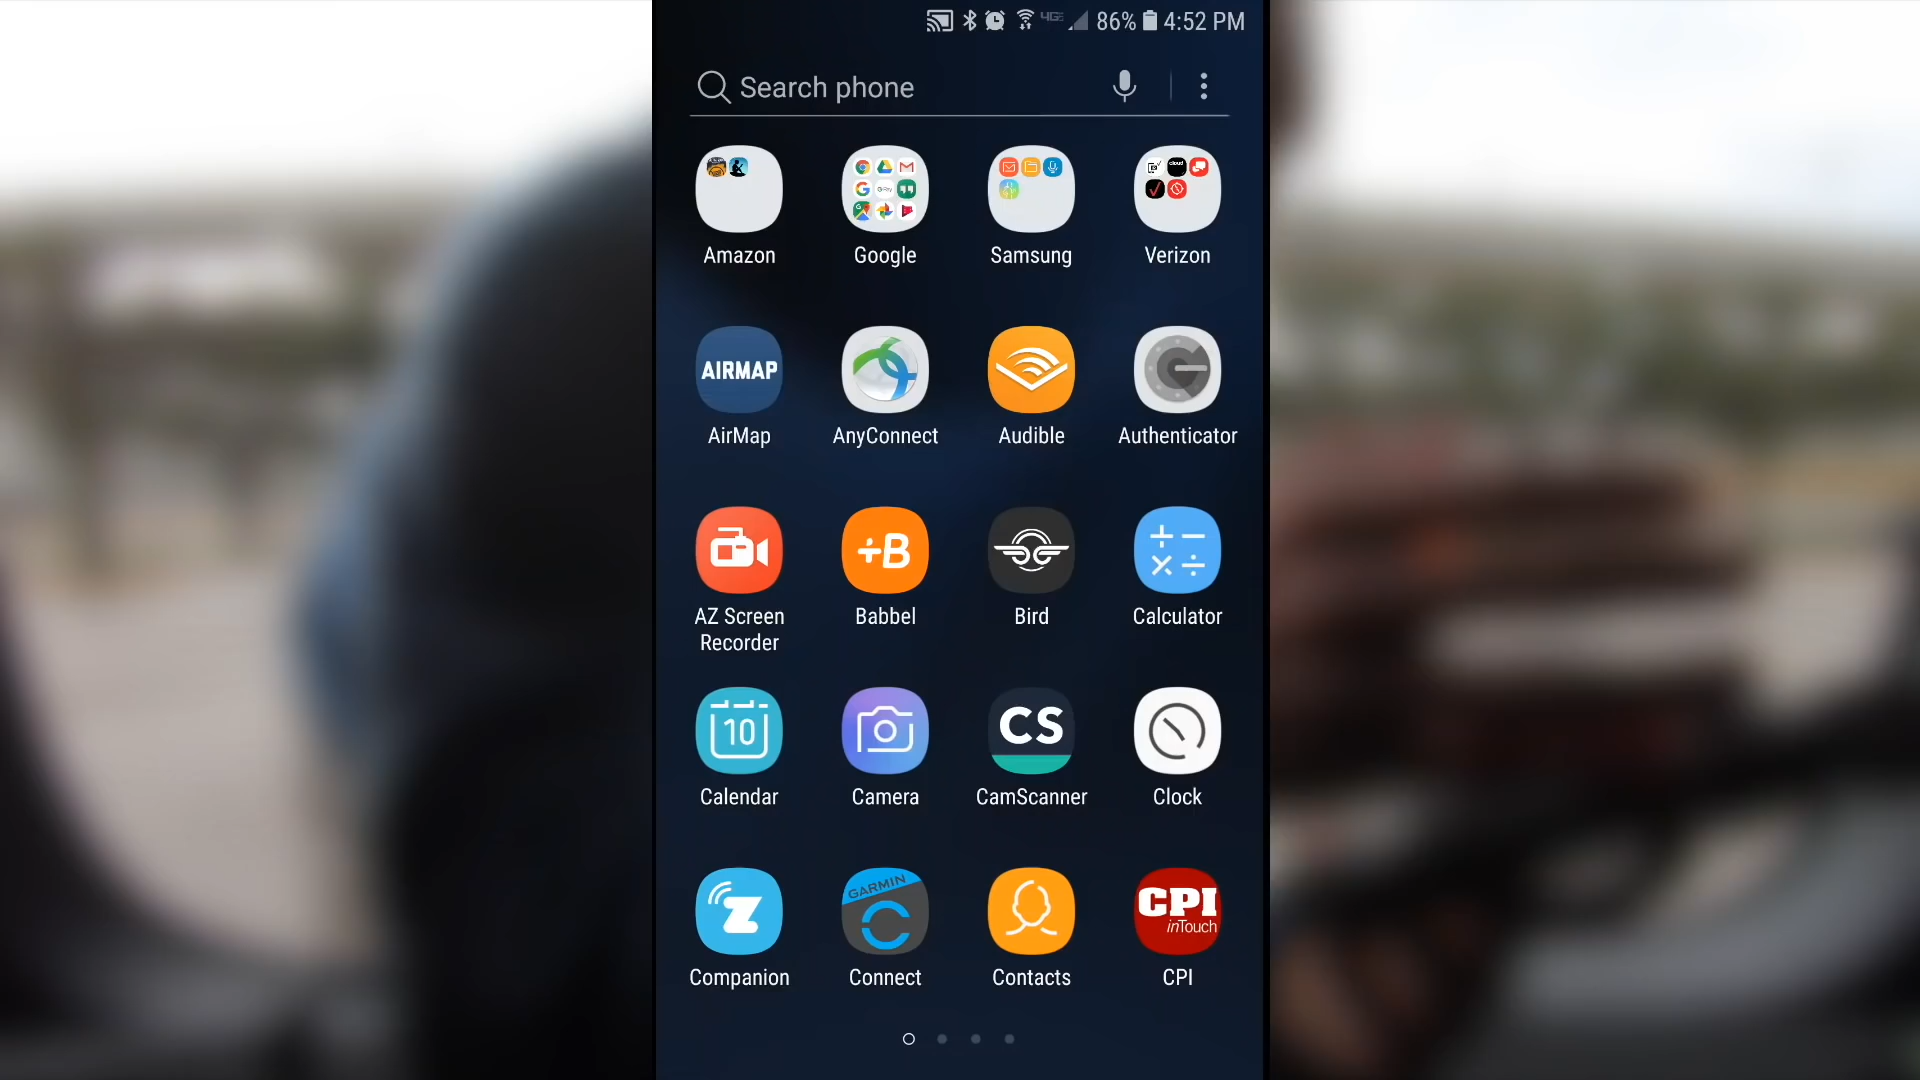 86% 4:52 PM
Search phone
Amazon Google Samsung Verizon
AIRMAP
AirMap AnyConnect Audible Authenticator
+B
AZ Screen Recorder Babbel Bird Calculator
10
CS
Calendar Camera CamScanner Clock
GARMIN
CPI
inTouch
Companion Connect Contacts CPI